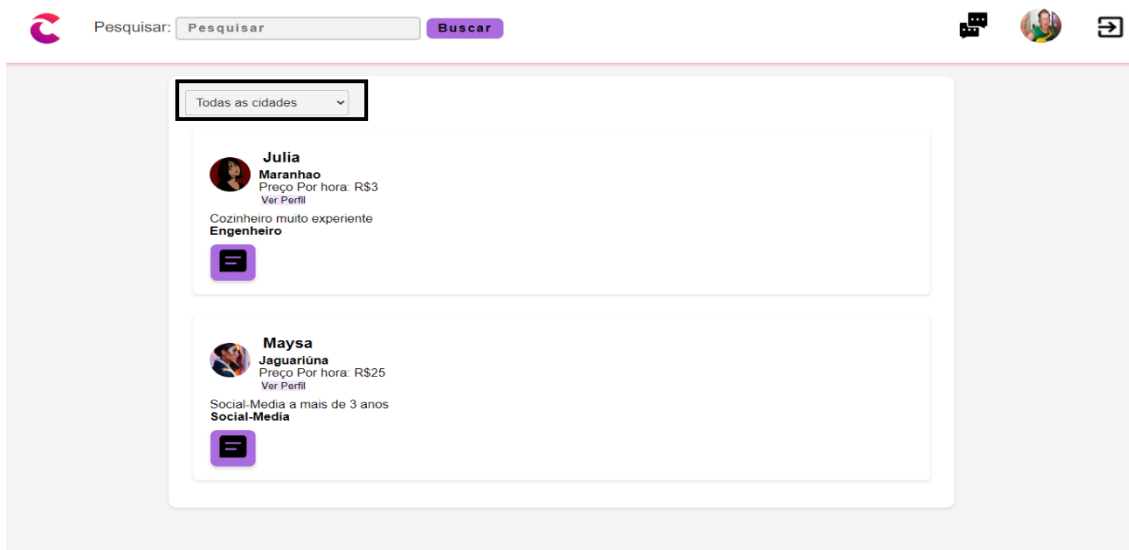 Pesquisar: Pesquisar Buscar
Todas as cidades
Julia
Maranhao
Preço Por hora: R$3
Ver Perfil
Cozinheiro muito experiente
Engenheiro
Maysa
Jaguariúna
Preço Por hora: R$25
Ver Perfil
Social-Media a mais de 3 anos
Social-Media